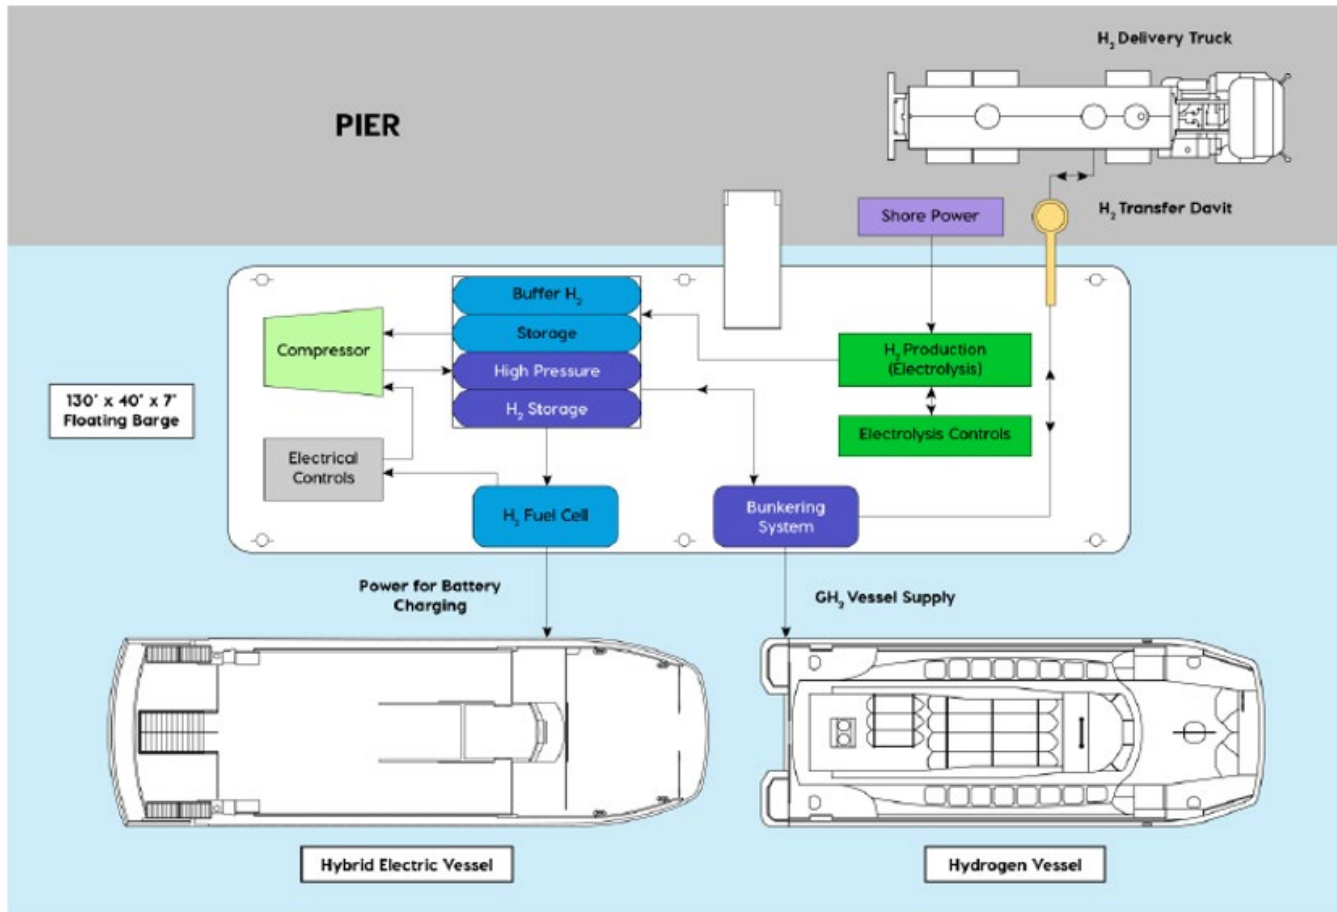 H₂ Delivery Truck
PIER
Shore Power
H₂ Transfer Davit
Buffer H₂
Storage
High Pressure
H₂ Storage
Compressor
H₂ Production
(Electrolysis)
Electrolysis Controls
130' x 40' x 7'
Floating Barge
Electrical
Controls
H₂ Fuel Cell
Bunkering
System
Power for Battery
Charging
GH₂ Vessel Supply
Hybrid Electric Vessel
Hydrogen Vessel